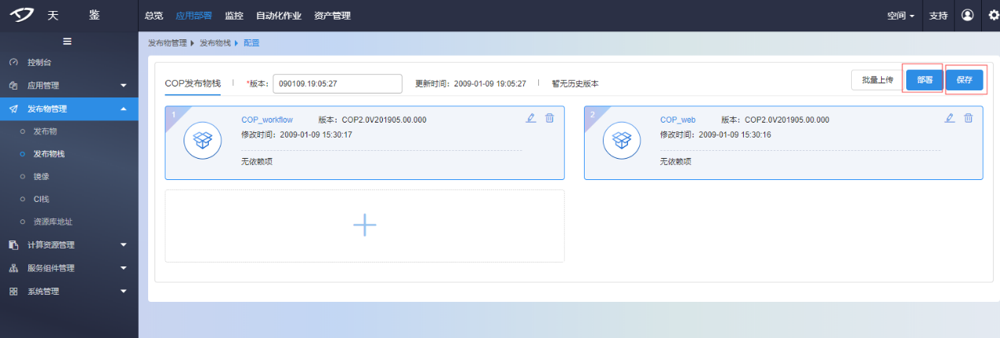 天 鉴 总览 应用部署 监控 自动化作业 资产管理 空间 支持
发布物管理 发布物栈 配置
控制台
应用管理
发布物管理
发布物
发布物栈
镜像
CI栈
资源库地址
计算资源管理
服务组件管理
系统管理
COP发布物栈 *版本： 090109.19:05:27 更新时间：2009-01-09 19:05:27 暂无历史版本 批量上传 部署 保存
1 COP_workflow 版本：COP2.0V201905.00.000
修改时间：2009-01-09 15:30:17
无依赖项
2 COP_web 版本：COP2.0V201905.00.000
修改时间：2009-01-09 15:30:16
无依赖项